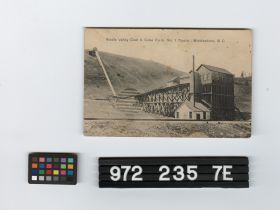 Nicola Valley Coal & Coke Co's. No. 1 Tipple, Middlesboro, B. C.
972 235 7E